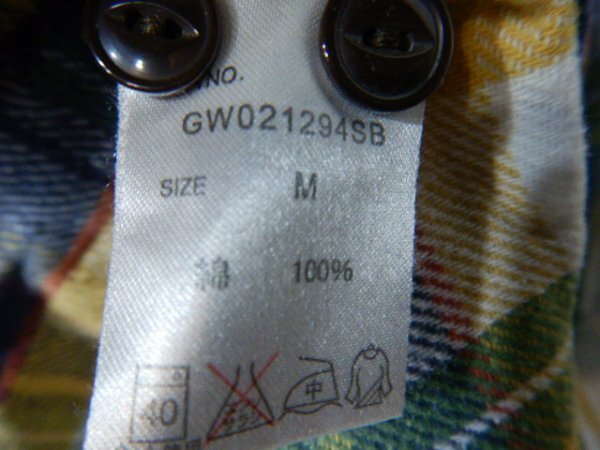 NO.
GW021294SB
SIZE M
綿 100%
40 中